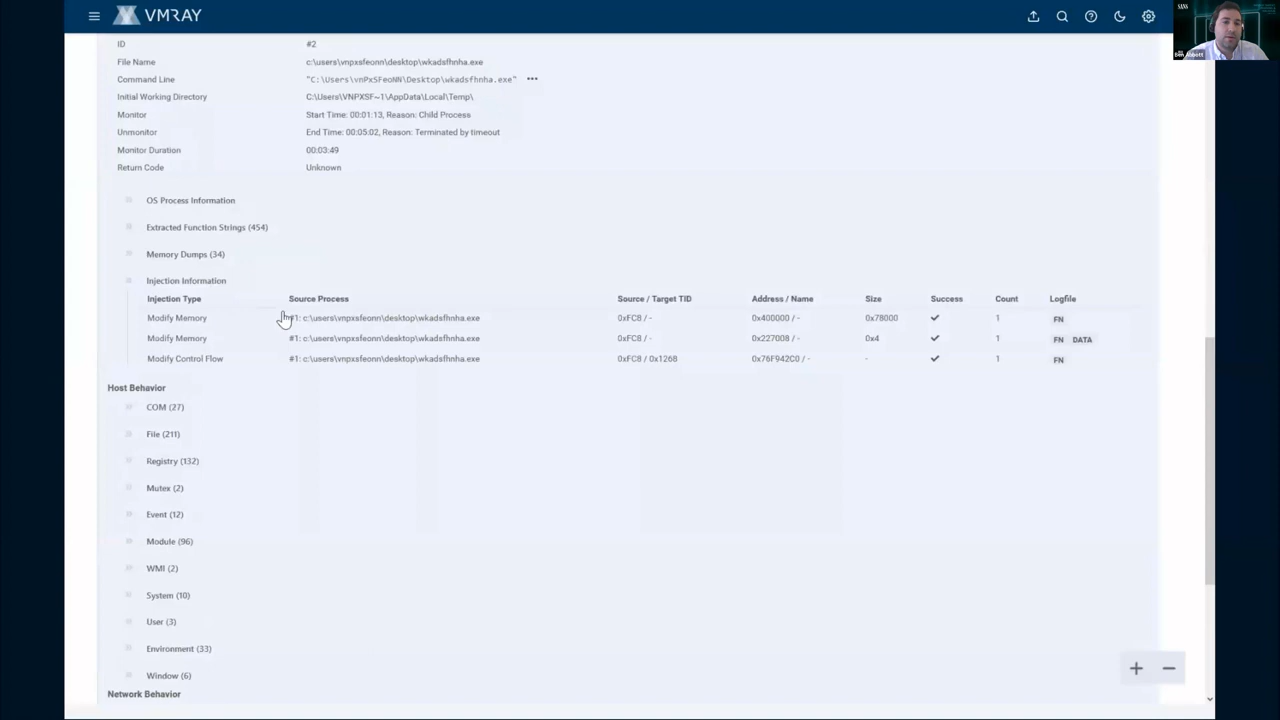 VMRAY
SANS
Ben Abbott
ID #2
File Name c:\users\vnpxsfeonn\desktop\wkadsfhnha.exe
Command Line "C:\Users\vnPxSFeoNN\Desktop\wkadsfhnha.exe" •••
Initial Working Directory C:\Users\VNPXSF~1\AppData\Local\Temp\
Monitor Start Time: 00:01:13, Reason: Child Process
Unmonitor End Time: 00:05:02, Reason: Terminated by timeout
Monitor Duration 00:03:49
Return Code Unknown
OS Process Information
Extracted Function Strings (454)
Memory Dumps (34)
Injection Information
Injection Type Source Process Source / Target TID Address / Name Size Success Count Logfile
Modify Memory #1: c:\users\vnpxsfeonn\desktop\wkadsfhnha.exe 0xFC8 / - 0x400000 / - 0x78000 ✔ 1 FN
Modify Memory #1: c:\users\vnpxsfeonn\desktop\wkadsfhnha.exe 0xFC8 / - 0x227008 / - 0x4 ✔ 1 FN DATA
Modify Control Flow #1: c:\users\vnpxsfeonn\desktop\wkadsfhnha.exe 0xFC8 / 0x1268 0x76F942C0 / - - ✔ 1 FN
Host Behavior
COM (27)
File (211)
Registry (132)
Mutex (2)
Event (12)
Module (96)
WMI (2)
System (10)
User (3)
Environment (33)
Window (6)
Network Behavior